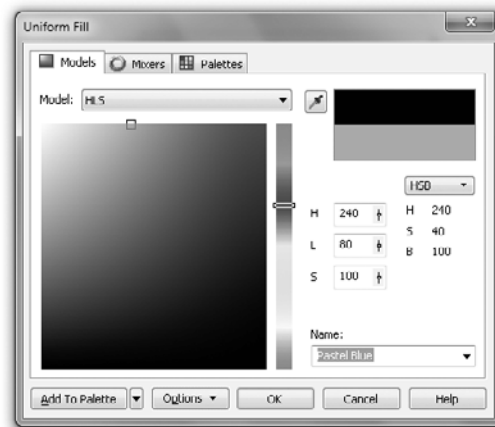 Uniform Fill
Models Mixers Palettes
Model: HLS
HSB
H 240 H 240
L 80 S 40
S 100 B 100
Name:
Pastel Blue
Add To Palette Options OK Cancel Help